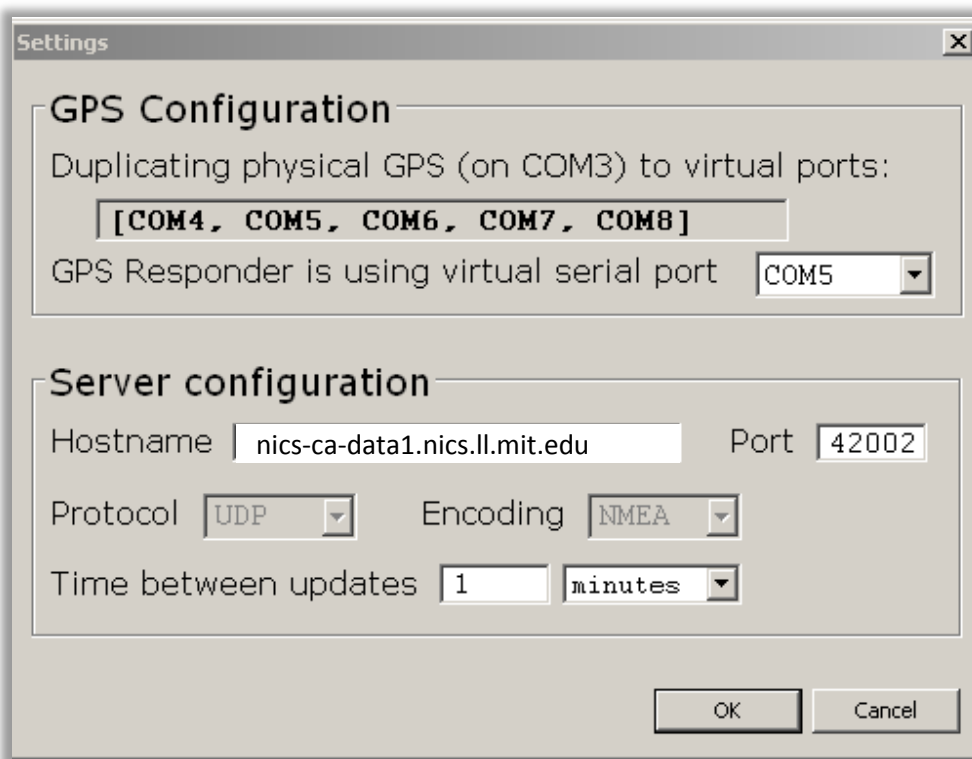 Settings
GPS Configuration
Duplicating physical GPS (on COM3) to virtual ports:
[COM4, COM5, COM6, COM7, COM8]
GPS Responder is using virtual serial port COM5
Server configuration
Hostname nics-ca-data1.nics.ll.mit.edu Port 42002
Protocol UDP Encoding NMEA
Time between updates 1 minutes
OK Cancel